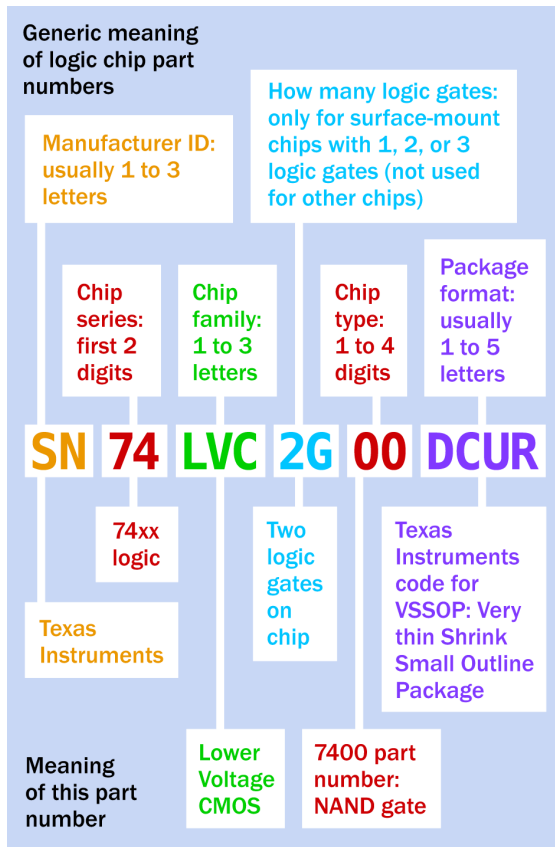 Generic meaning
of logic chip part
numbers
How many logic gates:
only for surface-mount
chips with 1, 2, or 3
logic gates (not used
for other chips)
Manufacturer ID:
usually 1 to 3
letters
Chip
series:
first 2
digits
Chip
family:
1 to 3
letters
Chip
type:
1 to 4
digits
Package
format:
usually
1 to 5
letters
SN 74 LVC 2G 00 DCUR
74xx
logic
Two
logic
gates
on
chip
Texas
Instruments
code for
VSSOP: Very
thin Shrink
Small Outline
Package
Texas
Instruments
Lower
Voltage
CMOS
7400 part
number:
NAND gate
Meaning
of this part
number